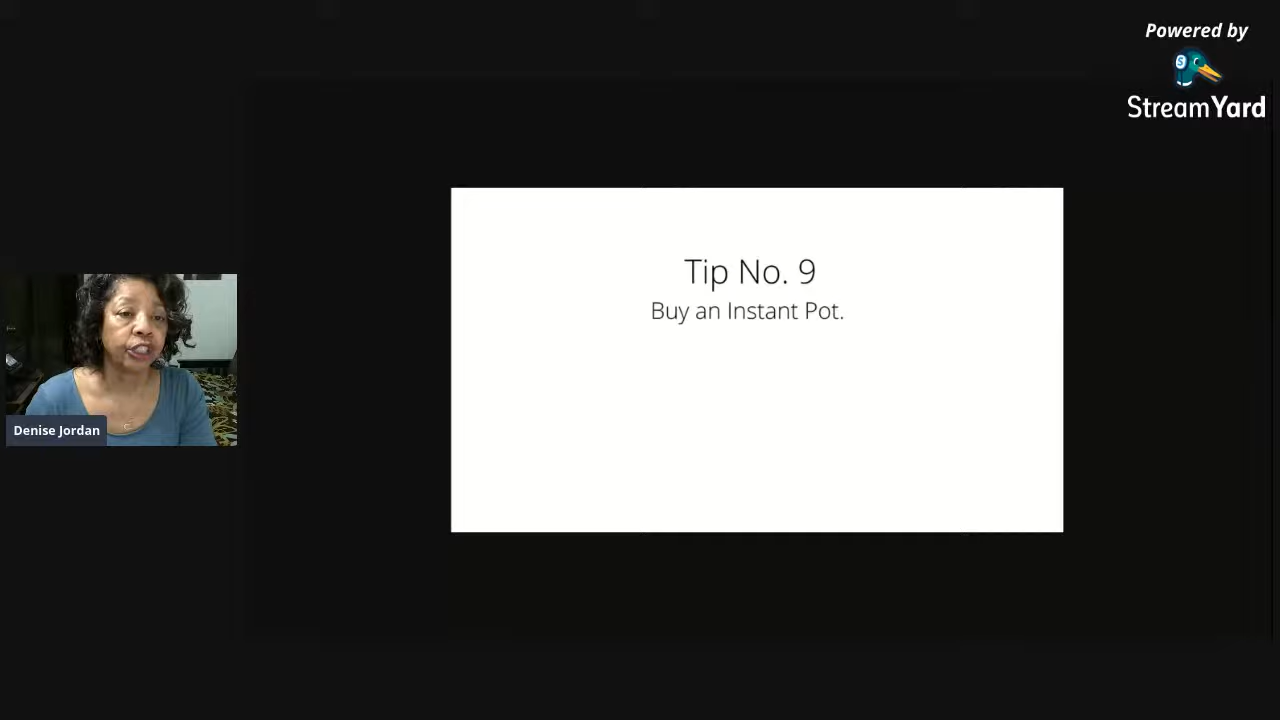 Powered by
StreamYard
Tip No. 9
Buy an Instant Pot.
Denise Jordan